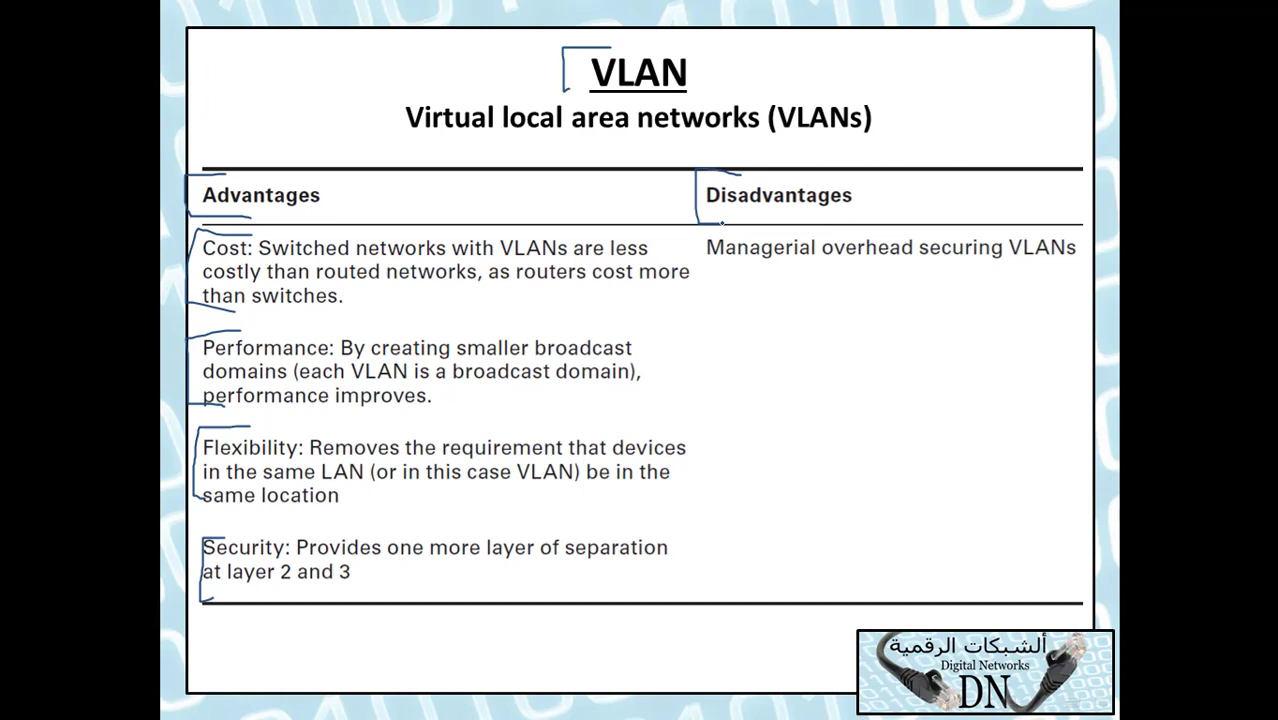 VLAN
Virtual local area networks (VLANs)
Advantages
Disadvantages
Cost: Switched networks with VLANs are less
costly than routed networks, as routers cost more
than switches.
Managerial overhead securing VLANs
Performance: By creating smaller broadcast
domains (each VLAN is a broadcast domain),
performance improves.
Flexibility: Removes the requirement that devices
in the same LAN (or in this case VLAN) be in the
same location
Security: Provides one more layer of separation
at layer 2 and 3
ألشبكات الرقمية
Digital Networks
DN